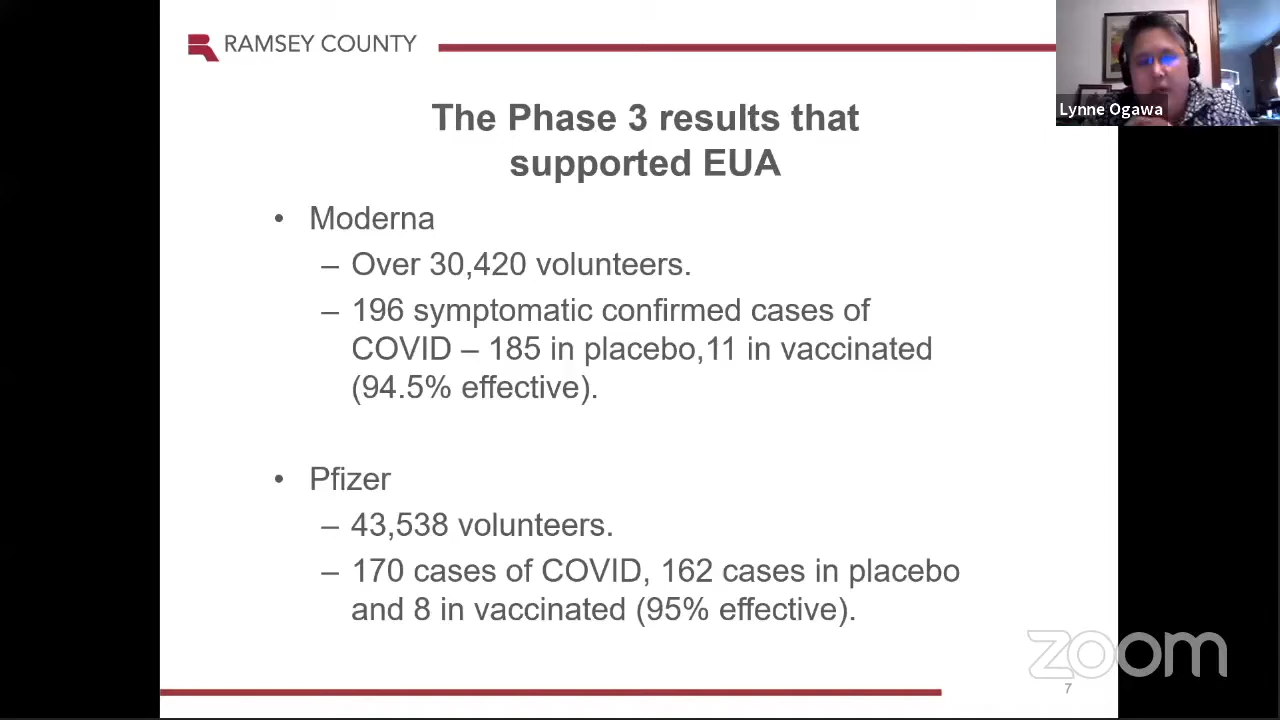 RAMSEY COUNTY
Lynne Ogawa
The Phase 3 results that
supported EUA
• Moderna
– Over 30,420 volunteers.
– 196 symptomatic confirmed cases of
COVID – 185 in placebo,11 in vaccinated
(94.5% effective).
• Pfizer
– 43,538 volunteers.
– 170 cases of COVID, 162 cases in placebo
and 8 in vaccinated (95% effective).
zoom
7